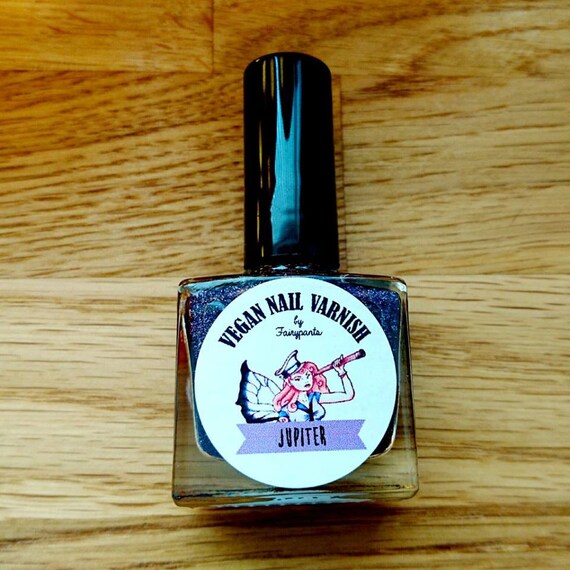 VEGAN NAIL VARNISH
by
Fairypants
JUPITER